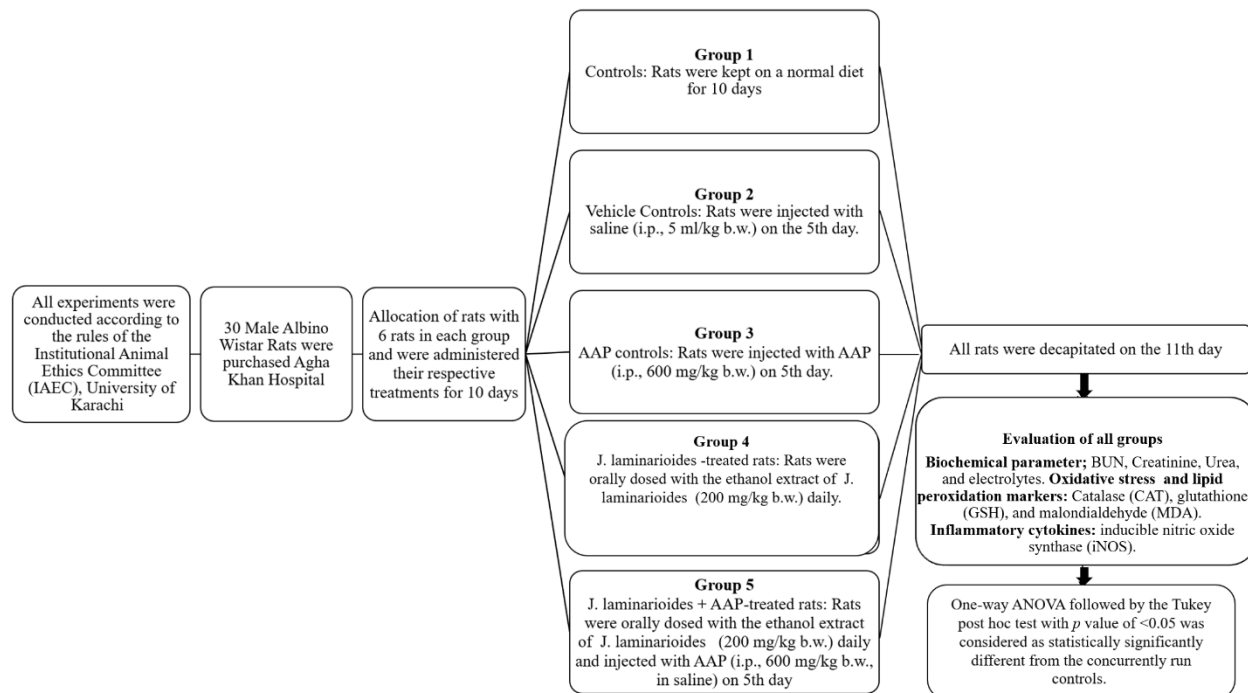 All experiments were
conducted according to
the rules of the
Institutional Animal
Ethics Committee
(IAEC), University of
Karachi
30 Male Albino
Wistar Rats were
purchased Agha
Khan Hospital
Allocation of rats with
6 rats in each group
and were administered
their respective
treatments for 10 days
Group 1
Controls: Rats were kept on a normal diet
for 10 days
Group 2
Vehicle Controls: Rats were injected with
saline (i.p., 5 ml/kg b.w.) on the 5th day.
Group 3
AAP controls: Rats were injected with AAP
(i.p., 600 mg/kg b.w.) on 5th day.
Group 4
J. laminarioides -treated rats: Rats were
orally dosed with the ethanol extract of J.
laminarioides (200 mg/kg b.w.) daily.
Group 5
J. laminarioides + AAP-treated rats: Rats
were orally dosed with the ethanol extract
of J. laminarioides (200 mg/kg b.w.) daily
and injected with AAP (i.p., 600 mg/kg b.w.,
in saline) on 5th day
All rats were decapitated on the 11th day
Evaluation of all groups
Biochemical parameter; BUN, Creatinine, Urea,
and electrolytes. Oxidative stress and lipid
peroxidation markers: Catalase (CAT), glutathione
(GSH), and malondialdehyde (MDA).
Inflammatory cytokines: inducible nitric oxide
synthase (iNOS).
One-way ANOVA followed by the Tukey
post hoc test with p value of <0.05 was
considered as statistically significantly
different from the concurrently run
controls.